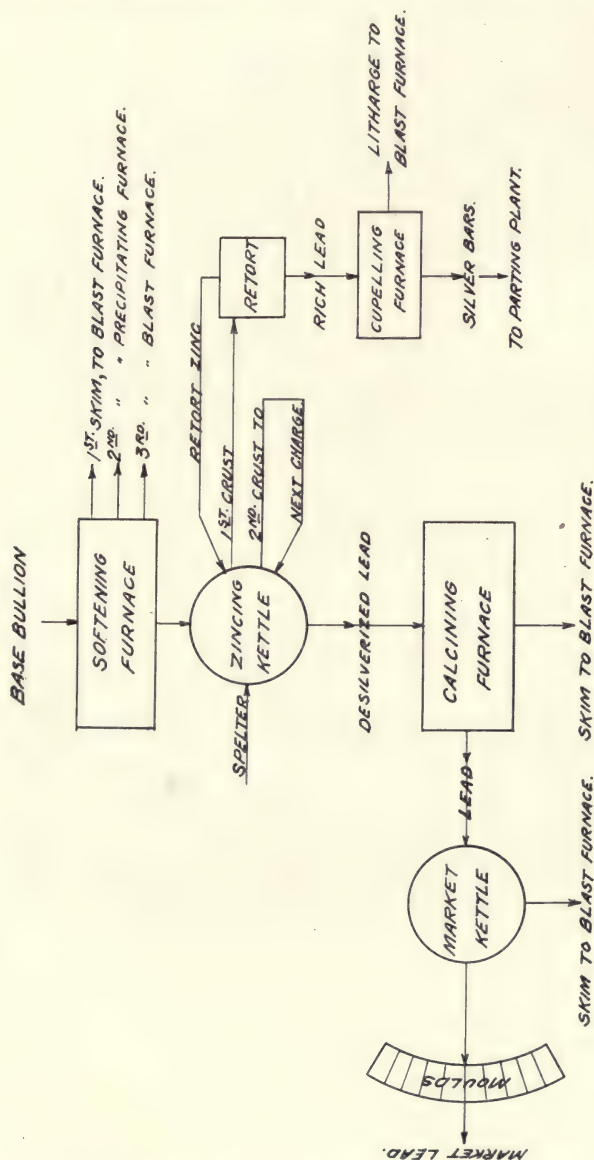 BASE BULLION
SOFTENING
FURNACE
1ST. SKIM, TO BLAST FURNACE.
2ND. " " PRECIPITATING FURNACE.
3RD. " " BLAST FURNACE.
SPELTER
ZINCING
KETTLE
RETORT ZINC
1ST. CRUST
2ND. CRUST TO
NEXT CHARGE.
RETORT
RICH LEAD
CUPELLING
FURNACE
LITHARGE TO
BLAST FURNACE.
SILVER BARS.
TO PARTING PLANT.
DESILVERIZED LEAD
CALCINING
FURNACE
SKIM TO BLAST FURNACE.
LEAD
MARKET
KETTLE
SKIM TO BLAST FURNACE.
MOULDS
MARKET LEAD.